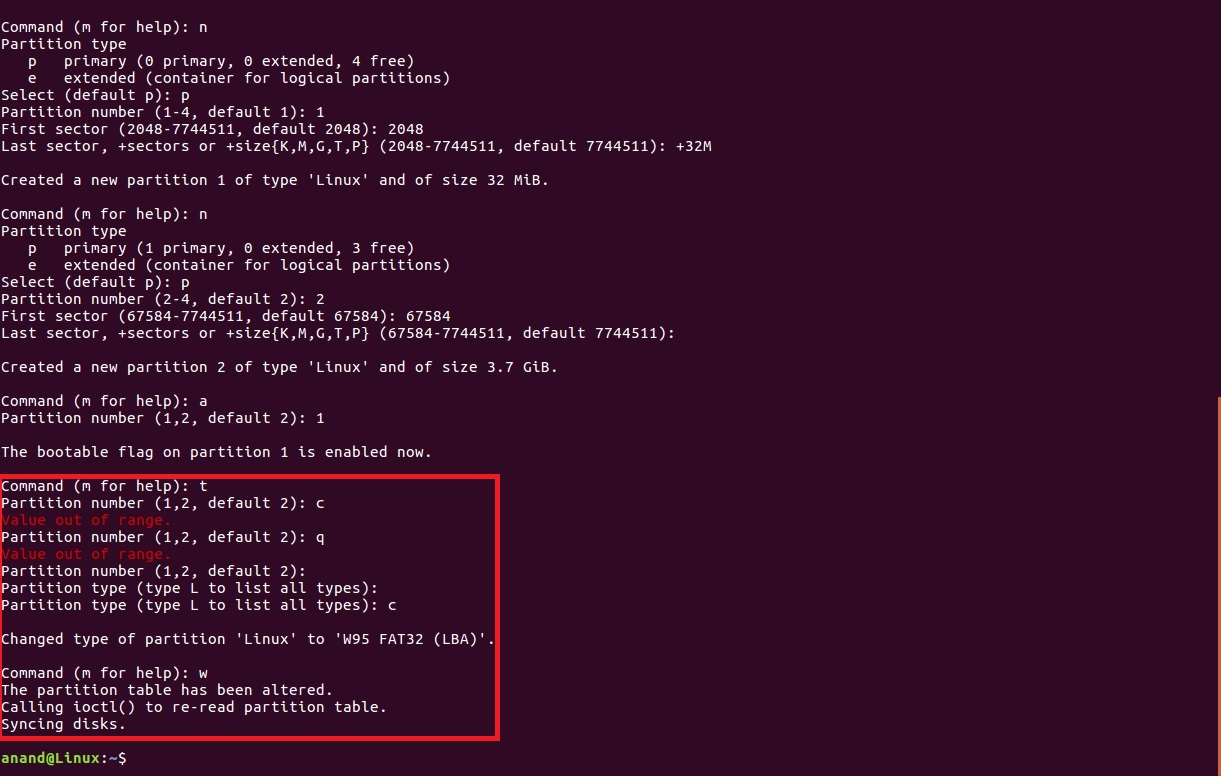 Command (m for help): n
Partition type
   p   primary (0 primary, 0 extended, 4 free)
   e   extended (container for logical partitions)
Select (default p): p
Partition number (1-4, default 1): 1
First sector (2048-7744511, default 2048): 2048
Last sector, +sectors or +size{K,M,G,T,P} (2048-7744511, default 7744511): +32M
Created a new partition 1 of type 'Linux' and of size 32 MiB.
Command (m for help): n
Partition type
   p   primary (1 primary, 0 extended, 3 free)
   e   extended (container for logical partitions)
Select (default p): p
Partition number (2-4, default 2): 2
First sector (67584-7744511, default 67584): 67584
Last sector, +sectors or +size{K,M,G,T,P} (67584-7744511, default 7744511):
Created a new partition 2 of type 'Linux' and of size 3.7 GiB.
Command (m for help): a
Partition number (1,2, default 2): 1
The bootable flag on partition 1 is enabled now.
Command (m for help): t
Partition number (1,2, default 2): c
Value out of range.
Partition number (1,2, default 2): q
Value out of range.
Partition number (1,2, default 2):
Partition type (type L to list all types):
Partition type (type L to list all types): c
Changed type of partition 'Linux' to 'W95 FAT32 (LBA)'.
Command (m for help): w
The partition table has been altered.
Calling ioctl() to re-read partition table.
Syncing disks.
anand@Linux:~$